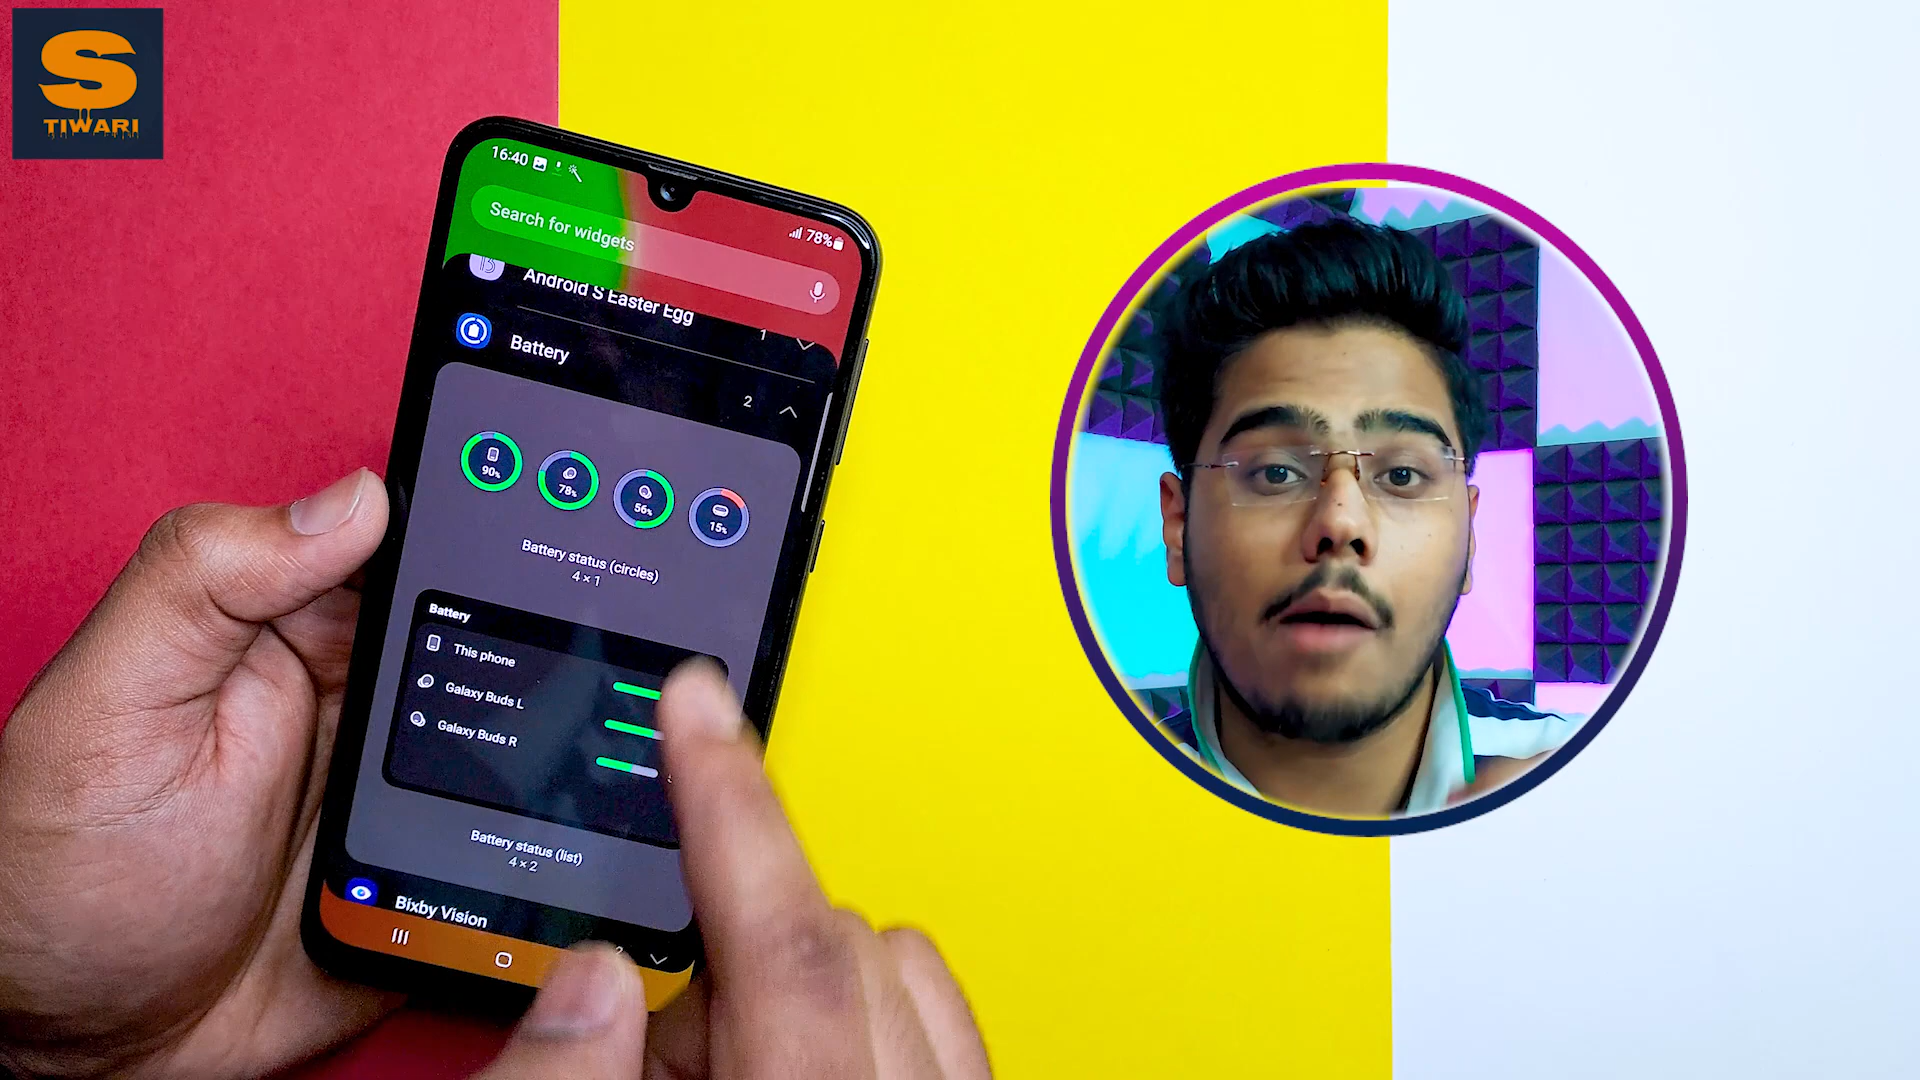 S
TIWARI
16:40
78%
Search for widgets
Android S Easter Egg
1
Battery
2
90%
78%
56%
15%
Battery status (circles)
4 × 1
Battery
This phone
Galaxy Buds L
Galaxy Buds R
Battery status (list)
4 × 2
Bixby Vision
2